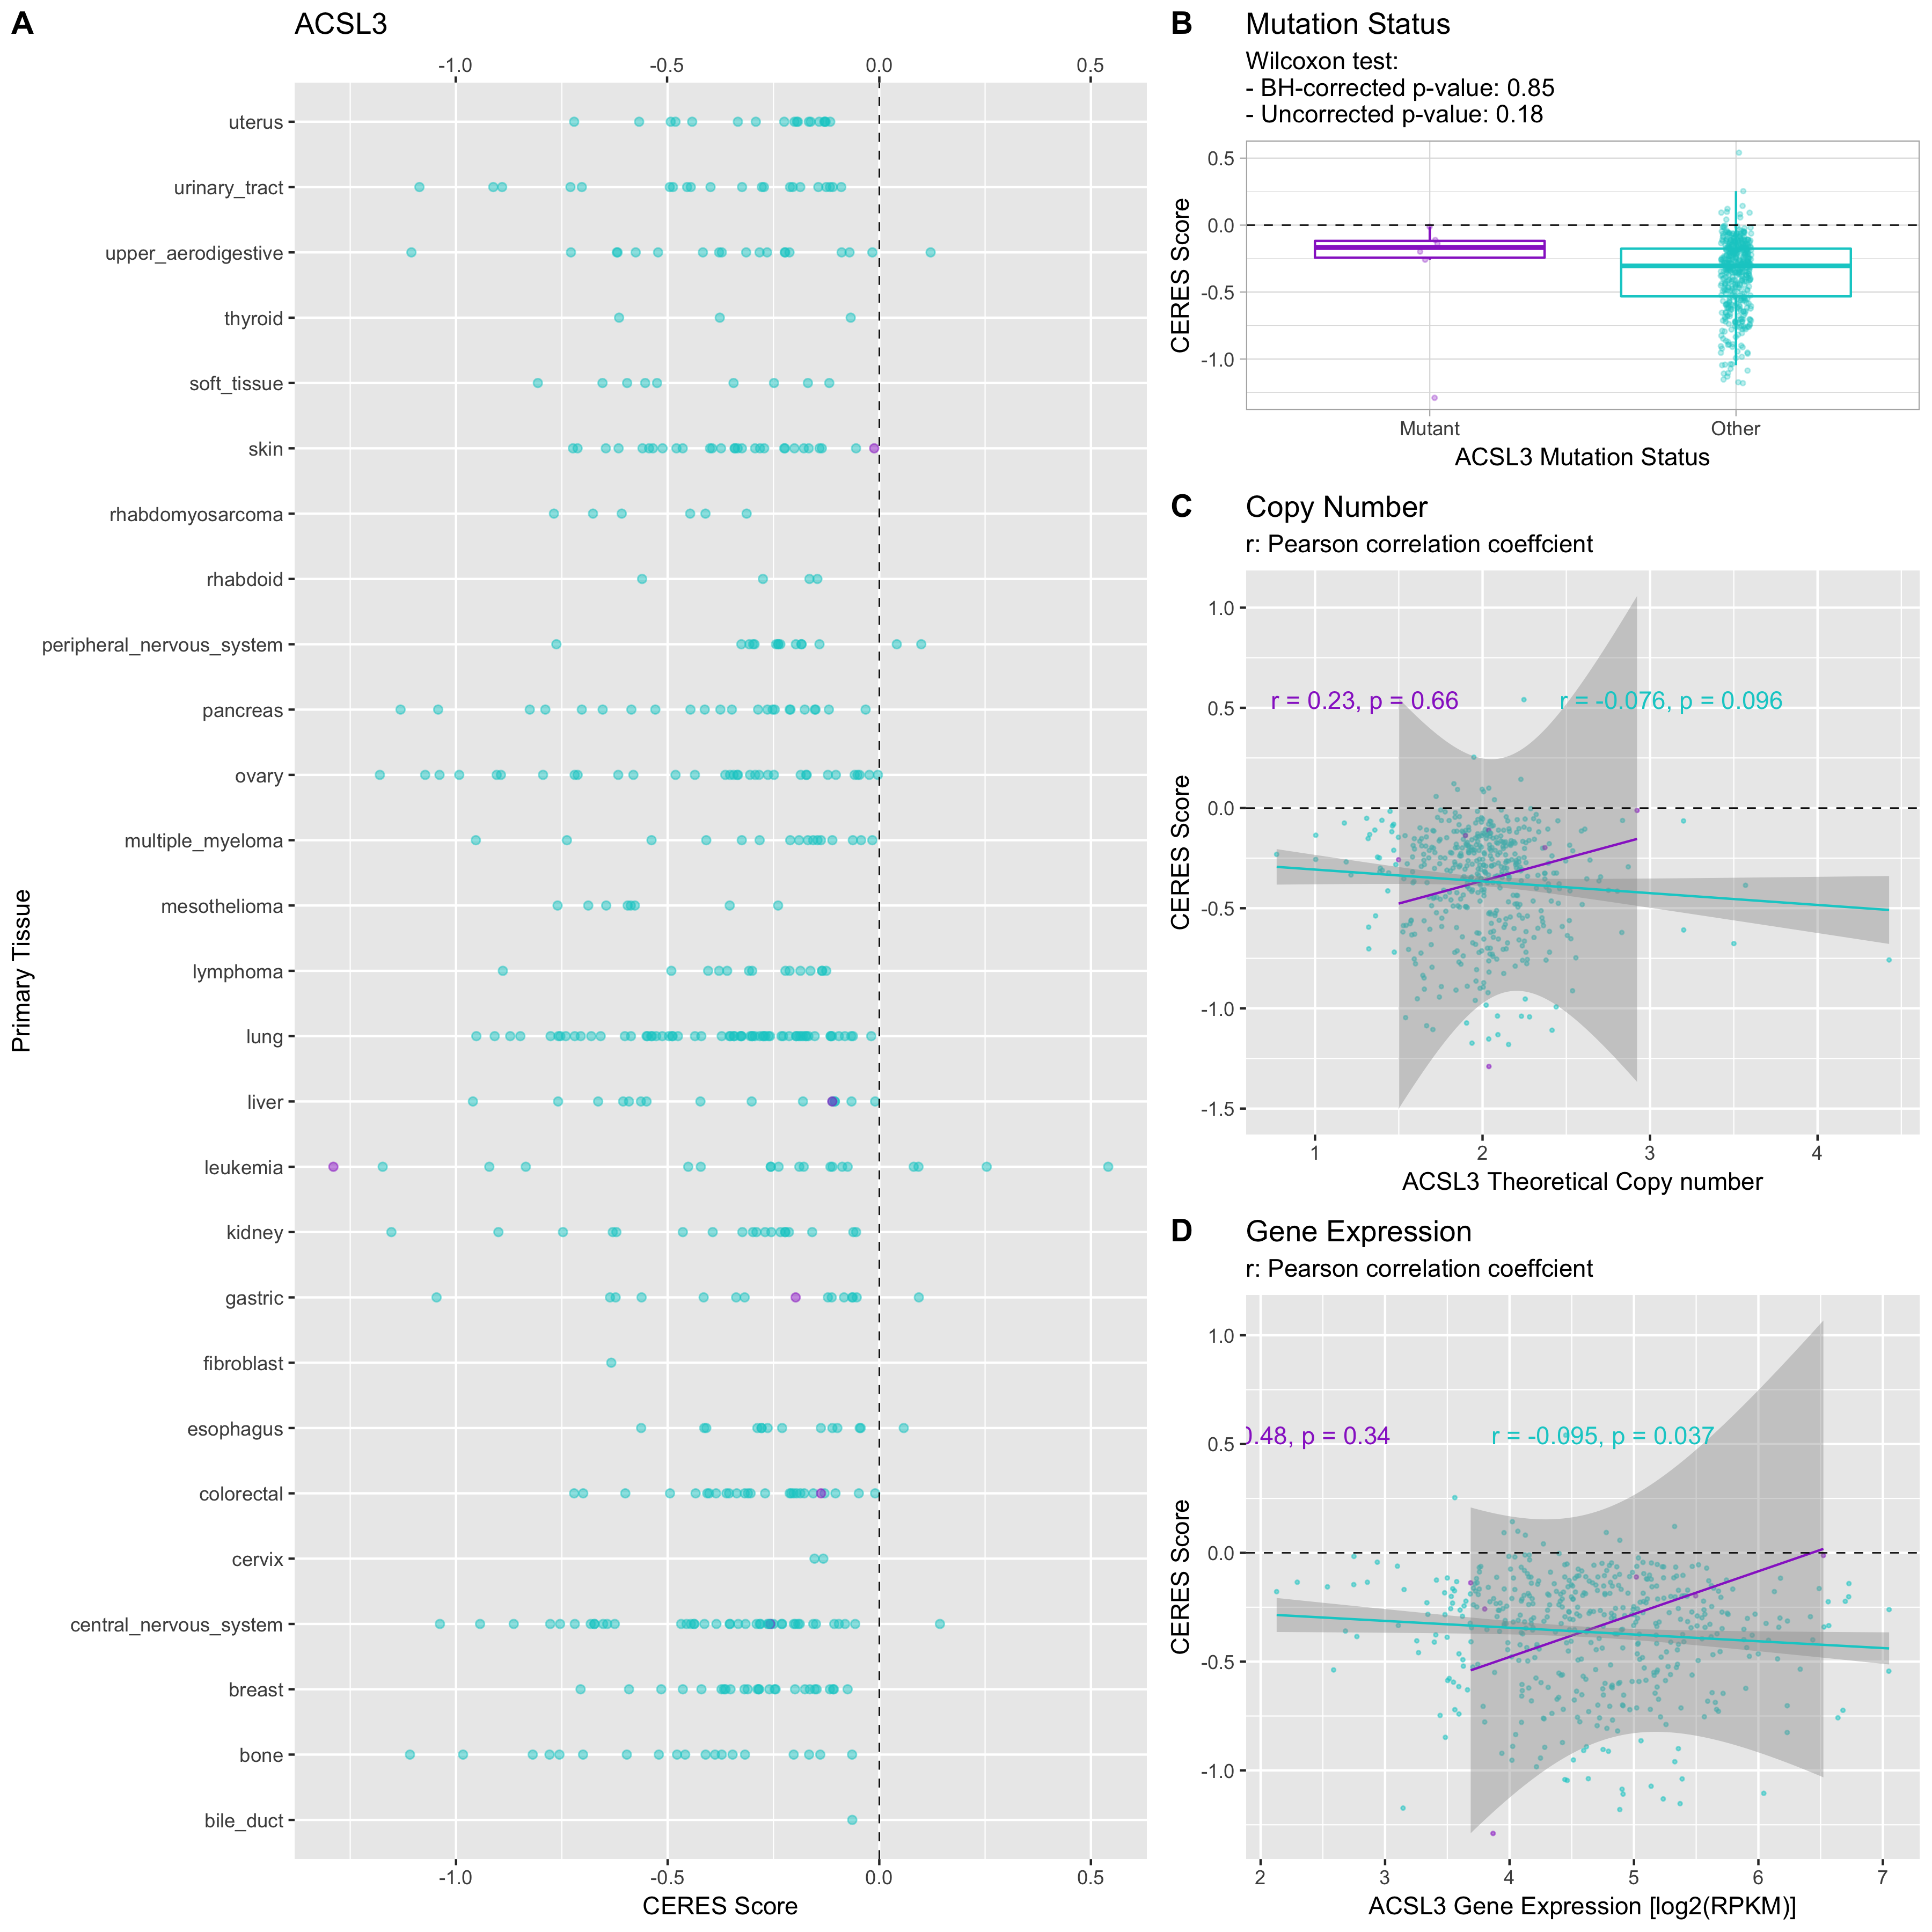 A
ACSL3
-1.0 -0.5 0.0 0.5
Primary Tissue
uterus
urinary_tract
upper_aerodigestive
thyroid
soft_tissue
skin
rhabdomyosarcoma
rhabdoid
peripheral_nervous_system
pancreas
ovary
multiple_myeloma
mesothelioma
lymphoma
lung
liver
leukemia
kidney
gastric
fibroblast
esophagus
colorectal
cervix
central_nervous_system
breast
bone
bile_duct
-1.0 -0.5 0.0 0.5
CERES Score
B
Mutation Status
Wilcoxon test:
- BH-corrected p-value: 0.85
- Uncorrected p-value: 0.18
CERES Score
0.5
0.0
-0.5
-1.0
Mutant Other
ACSL3 Mutation Status
C
Copy Number
r: Pearson correlation coeffcient
CERES Score
1.0
0.5
0.0
-0.5
-1.0
-1.5
r = 0.23, p = 0.66 r = -0.076, p = 0.096
1 2 3 4
ACSL3 Theoretical Copy number
D
Gene Expression
r: Pearson correlation coeffcient
CERES Score
1.0
0.5
0.0
-0.5
-1.0
0.48, p = 0.34 r = -0.095, p = 0.037
2 3 4 5 6 7
ACSL3 Gene Expression [log2(RPKM)]